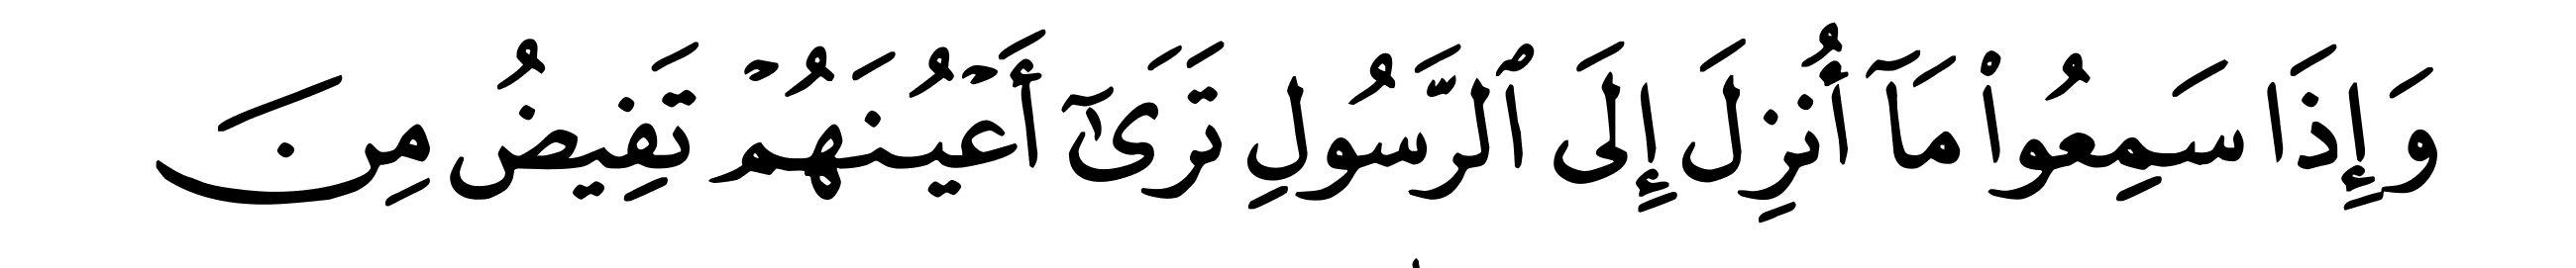 وَإِذَا سَمِعُوا۟ مَآ أُنزِلَ إِلَى ٱلرَّسُولِ تَرَىٰٓ أَعْيُنَهُمْ تَفِيضُ مِنَ